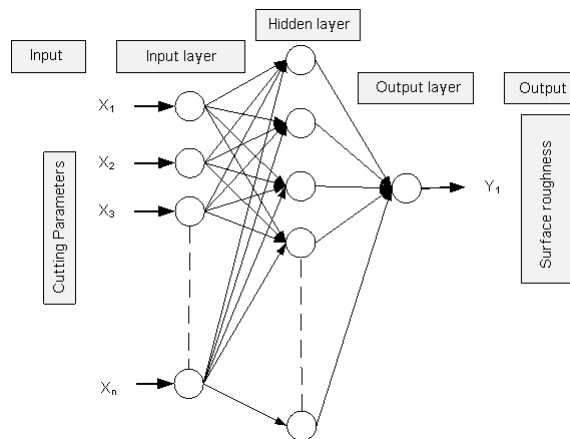 Hidden layer
Input
Input layer
Output layer
Output
X1
X2
X3
Xn
Cutting Parameters
Y1
Surface roughness